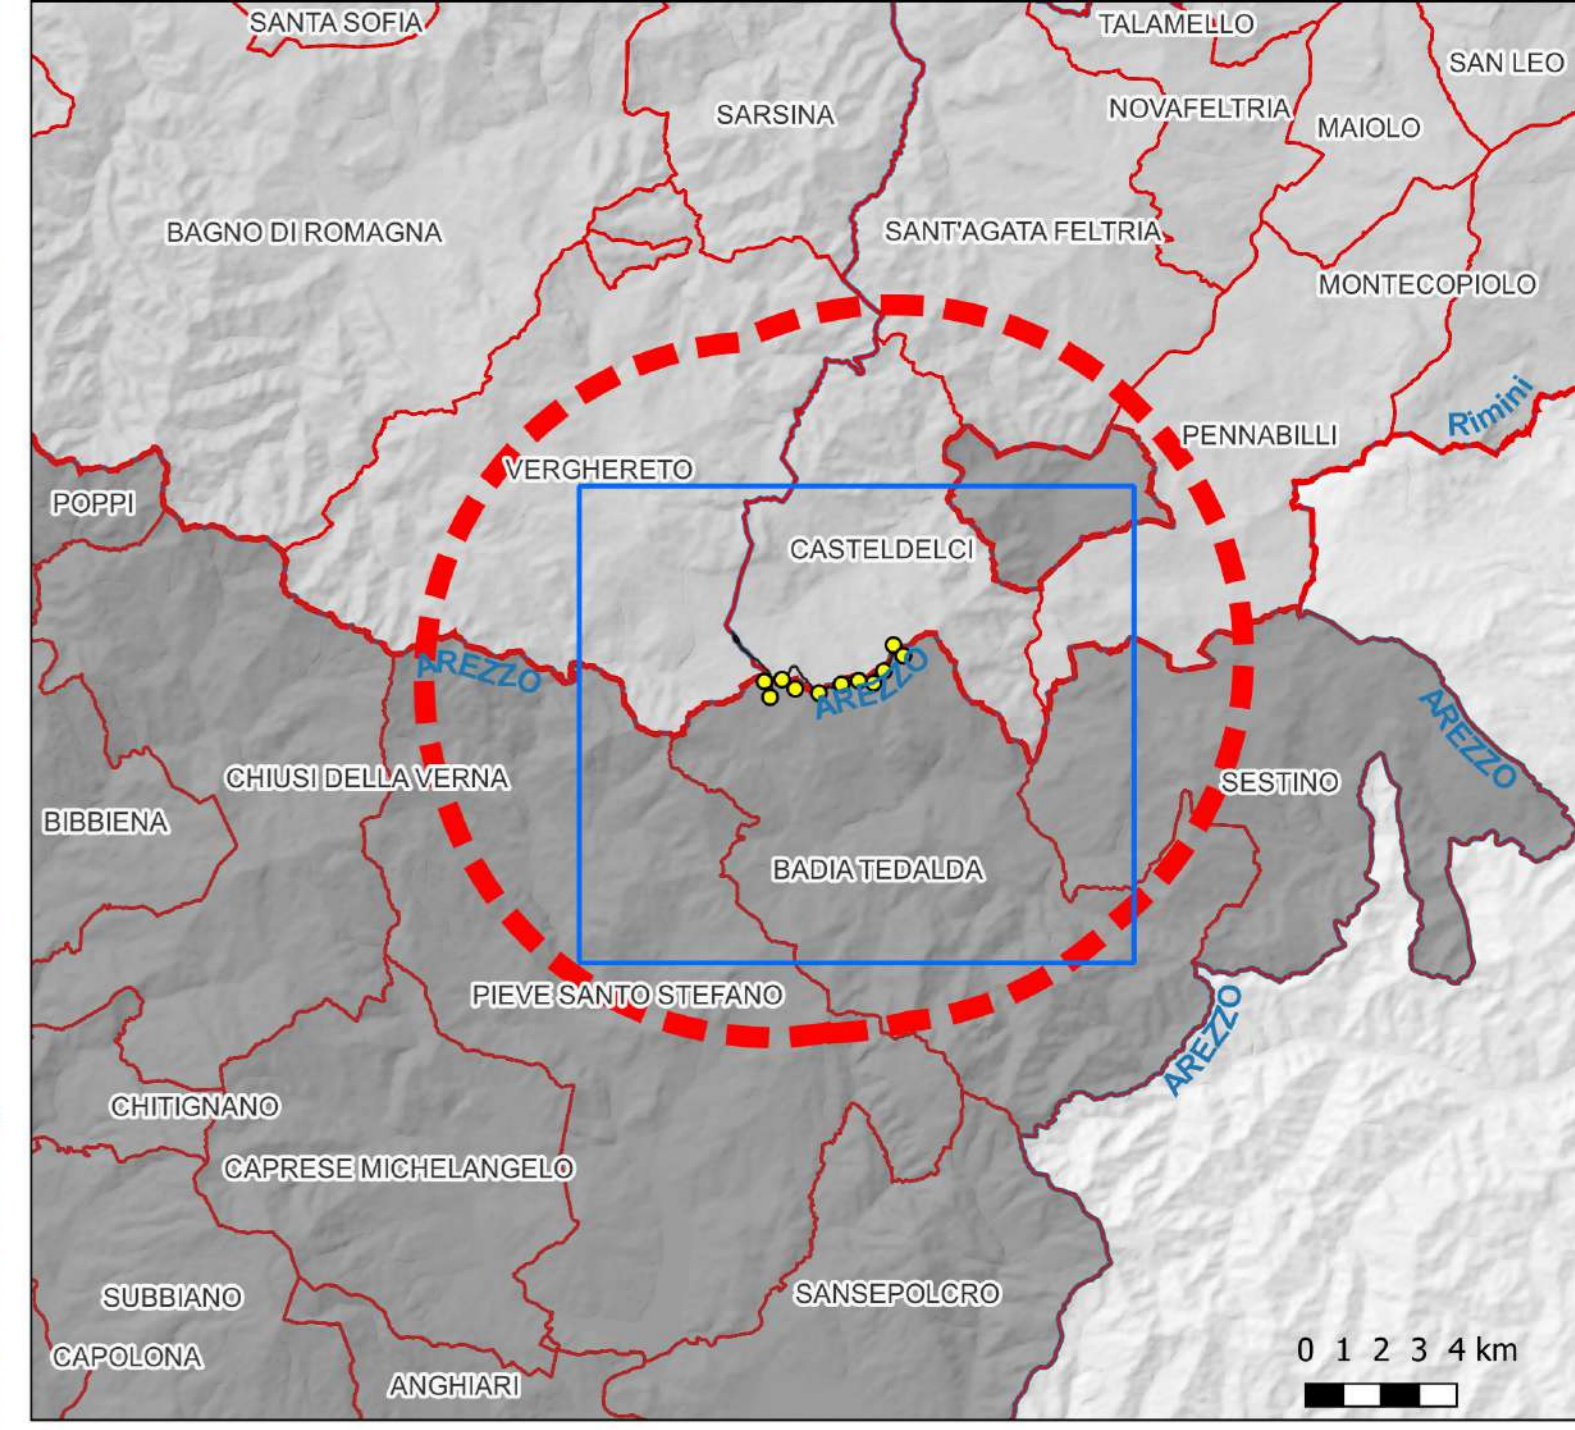 SANTA SOFIA
TALAMELLO
SAN LEO
SARSINA
NOVAFELTRIA
MAIOLO
BAGNO DI ROMAGNA
SANT'AGATA FELTRIA
MONTECOPIOLO
Rimini
PENNABILLI
VERGHERETO
POPPI
CASTELDELCI
AREZZO
AREZZO
AREZZO
CHIUSI DELLA VERNA
SESTINO
BIBBIENA
BADIA TEDALDA
PIEVE SANTO STEFANO
AREZZO
CHITIGNANO
CAPRESE MICHELANGELO
SUBBIANO
SANSEPOLCRO
CAPOLONA
ANGHIARI
0 1 2 3 4 km